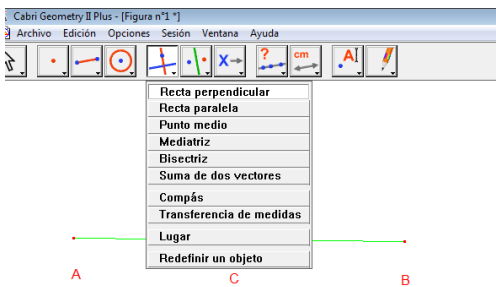 Cabri Geometry II Plus - [Figura n°1 *]
Archivo Edición Opciones Sesión Ventana Ayuda
X ? cm A
Recta perpendicular
Recta paralela
Punto medio
Mediatriz
Bisectriz
Suma de dos vectores
Compás
Transferencia de medidas
Lugar
Redefinir un objeto
A C B